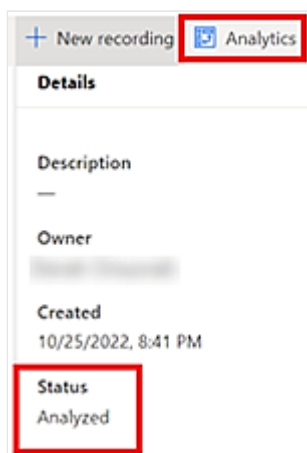 New recording Analytics
Details
Description
—
Owner
Created
10/25/2022, 8:41 PM
Status
Analyzed